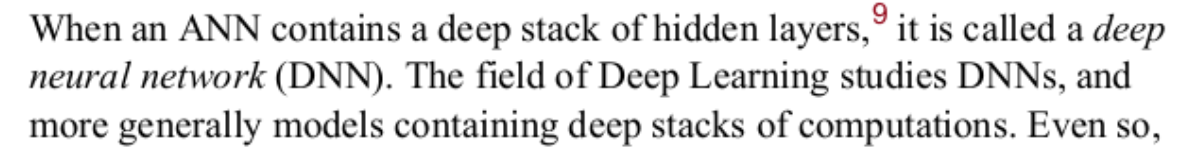 When an ANN contains a deep stack of hidden layers,9 it is called a deep
neural network (DNN). The field of Deep Learning studies DNNs, and
more generally models containing deep stacks of computations. Even so,